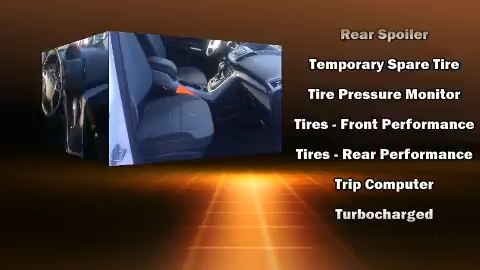 Rear Spoiler
Temporary Spare Tire
Tire Pressure Monitor
Tires - Front Performance
Tires - Rear Performance
Trip Computer
Turbocharged